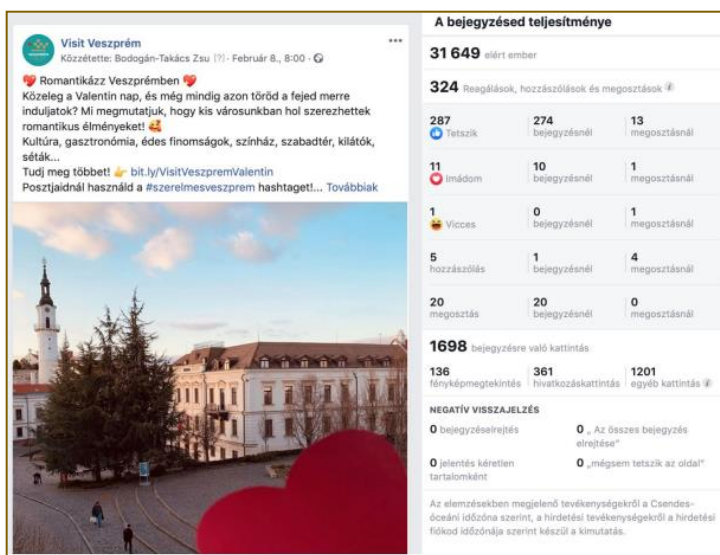 Visit Veszprém
Közzétette: Bodogán-Takács Zsu [?] · Február 8., 8:00 ·
💖 Romantikázz Veszprémben 💖
Közeleg a Valentin nap, és még mindig azon töröd a fejed merre
induljatok? Mi megmutatjuk, hogy kis városunkban hol szerezhettek
romantikus élményeket! 🥰
Kultúra, gasztronómia, édes finomságok, színház, szabadtér, kilátók,
séták...
Tudj meg többet! 👉 bit.ly/VisitVeszpremValentin
Posztjaidnál használd a #szerelmesveszprem hashtaget!... Továbbiak
A bejegyzésed teljesítménye
31 649 elért ember
324 Reagálások, hozzászólások és megosztások
287 274 13
Tetszik bejegyzésnél megosztásnál
11 10 1
Imádom bejegyzésnél megosztásnál
1 0 1
Vicces bejegyzésnél megosztásnál
5 1 4
hozzászólás bejegyzésnél megosztásnál
20 20 0
megosztás bejegyzésnél megosztásnál
1698 bejegyzésre való kattintás
136 361 1201
fényképmegtekintés hivatkozáskattintás egyéb kattintás
NEGATÍV VISSZAJELZÉS
0 bejegyzéselrejtés 0 „ Az összes bejegyzés
elrejtése"
0 jelentés kéretlen 0 „mégsem tetszik az oldal"
tartalomként
Az elemzésekben megjelenő tevékenységekről a Csendes-
óceáni időzóna szerint, a hirdetési tevékenységekről a hirdetési
fiókod időzónája szerint készül a kimutatás.